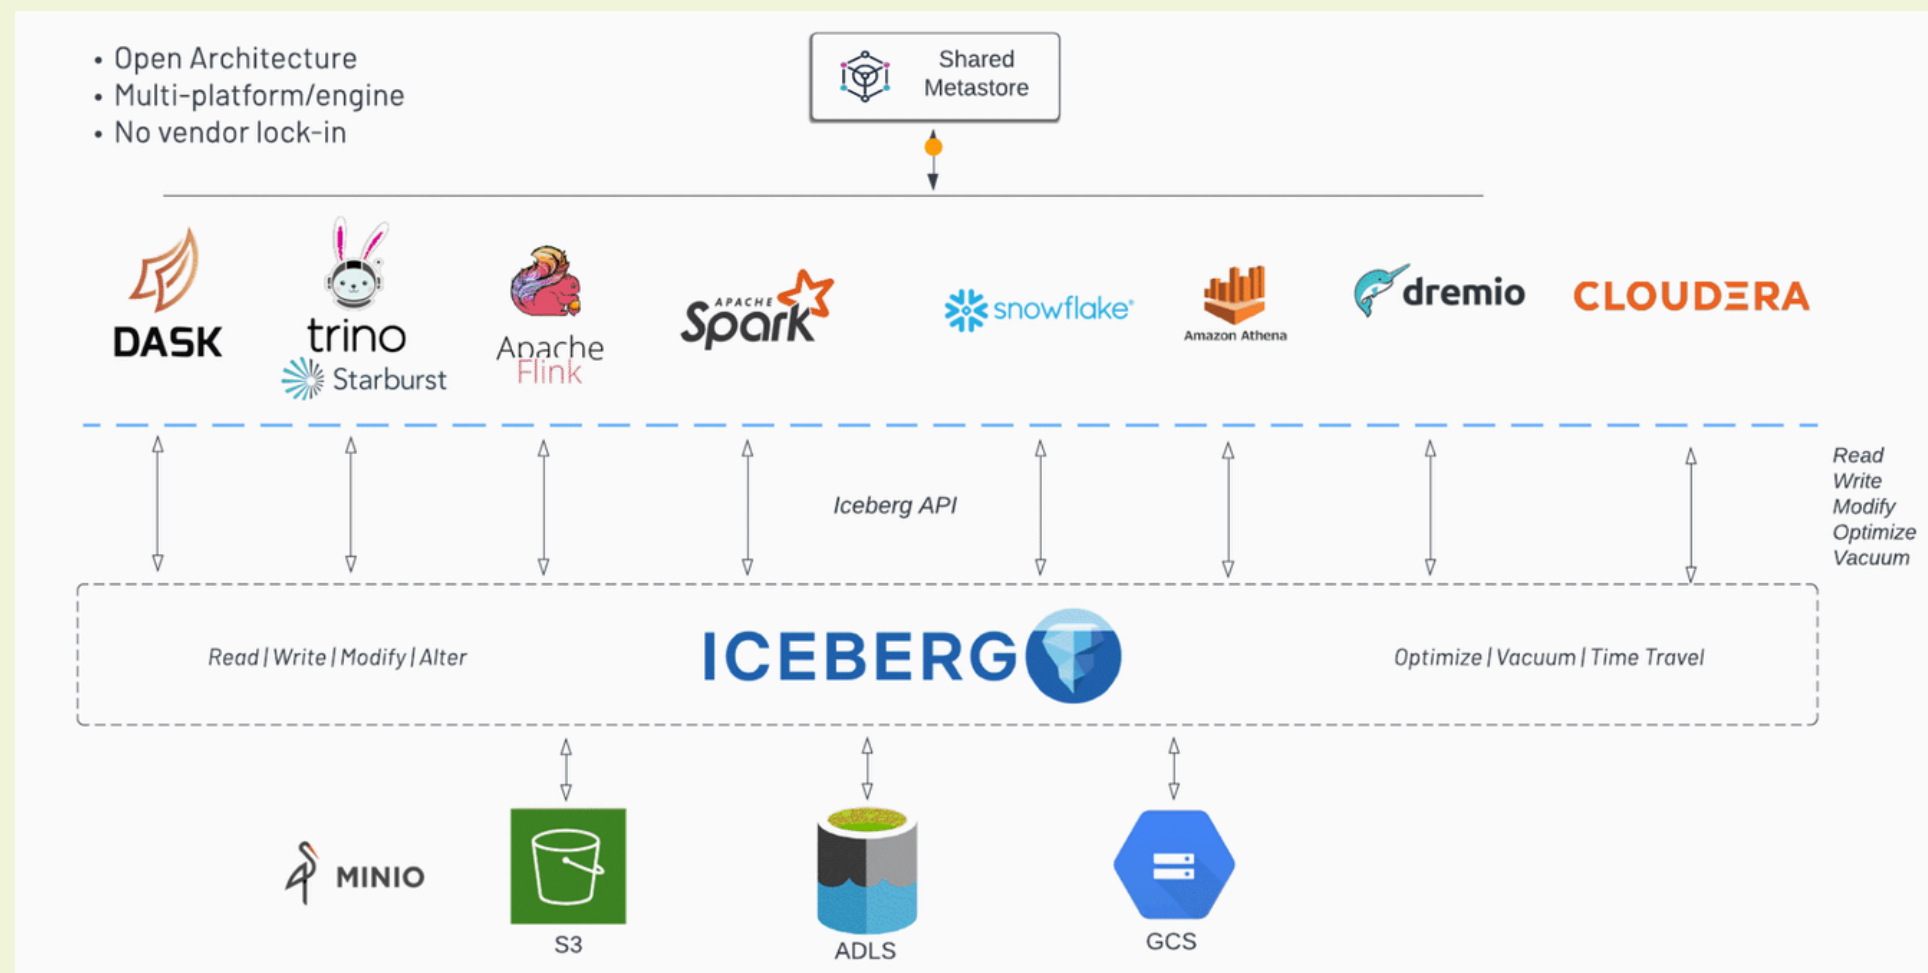 • Open Architecture
• Multi-platform/engine
• No vendor lock-in
Shared
Metastore
DASK
trino
Starburst
Apache
Flink
APACHE
Spark
snowflake®
Amazon Athena
dremio
CLOUDERA
Iceberg API
Read
Write
Modify
Optimize
Vacuum
Read | Write | Modify | Alter
ICEBERG
Optimize | Vacuum | Time Travel
MINIO
S3
ADLS
GCS